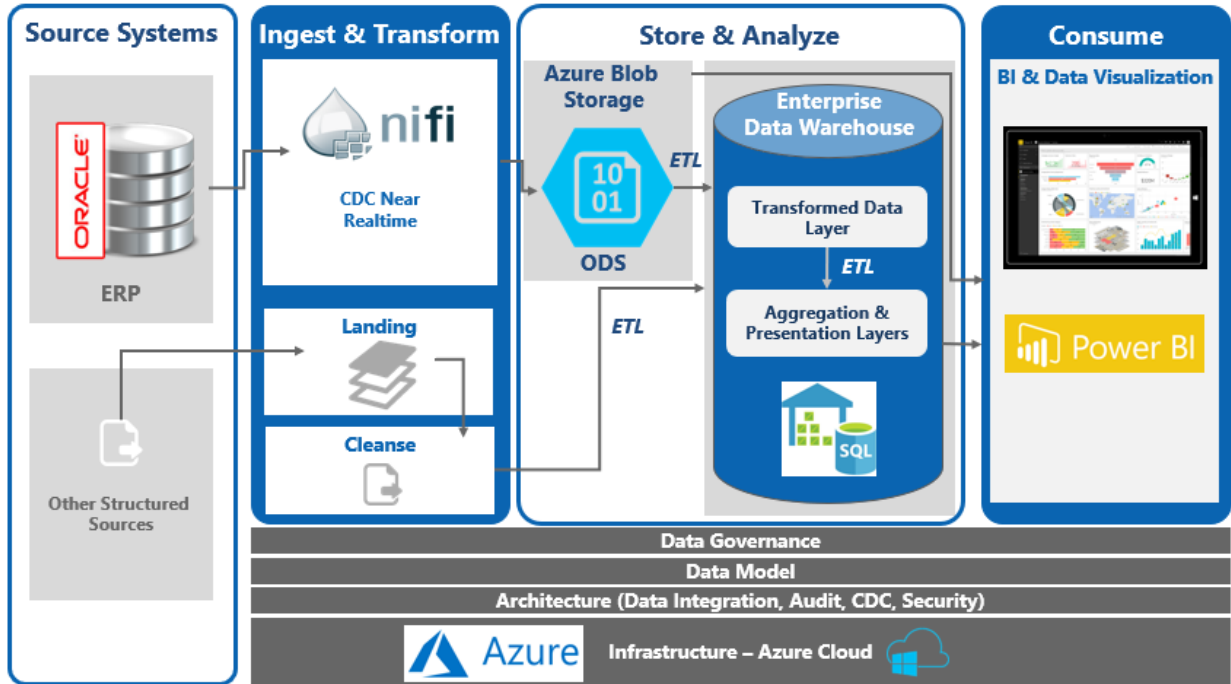 Source Systems
ORACLE
ERP
Other Structured
Sources
Ingest & Transform
nifi
CDC Near
Realtime
Landing
Cleanse
Store & Analyze
Azure Blob
Storage
10
01
ODS
ETL
ETL
Enterprise
Data Warehouse
Transformed Data
Layer
ETL
Aggregation &
Presentation Layers
SQL
Consume
BI & Data Visualization
Power BI
Data Governance
Data Model
Architecture (Data Integration, Audit, CDC, Security)
Azure
Infrastructure – Azure Cloud